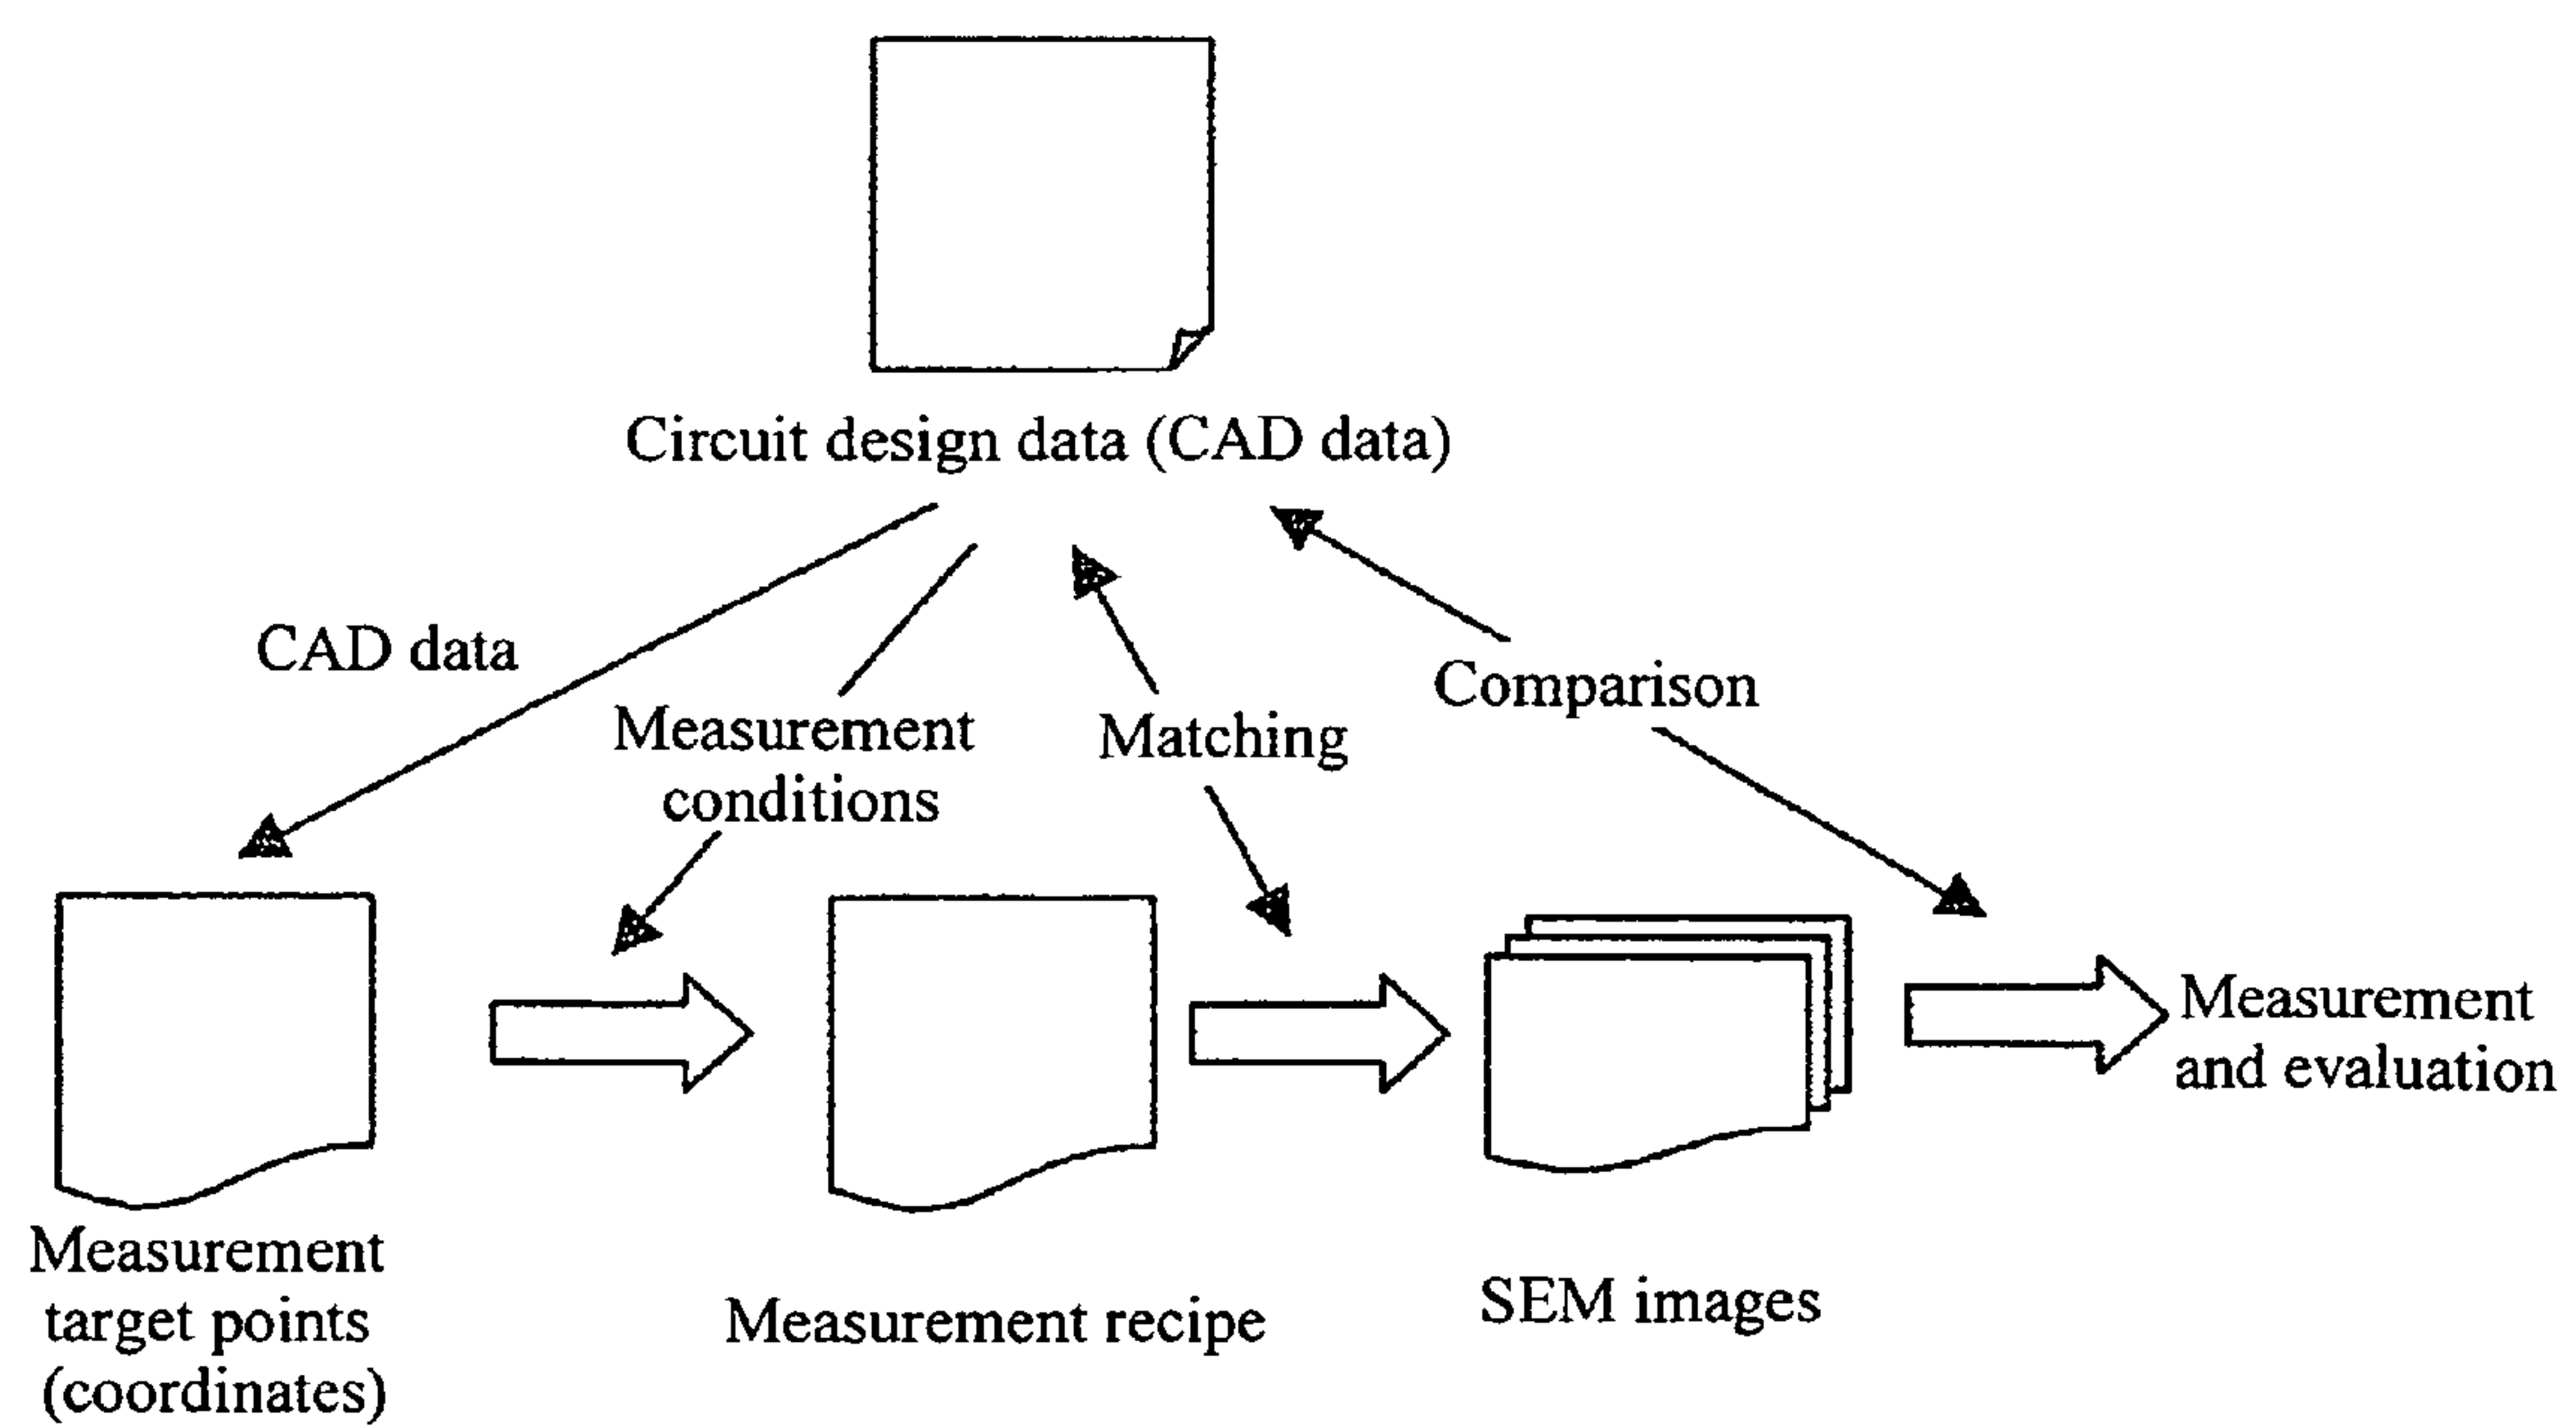 Circuit design data (CAD data)
CAD data
Measurement
conditions
Matching
Comparison
Measurement
and evaluation
Measurement
target points
(coordinates)
Measurement recipe
SEM images